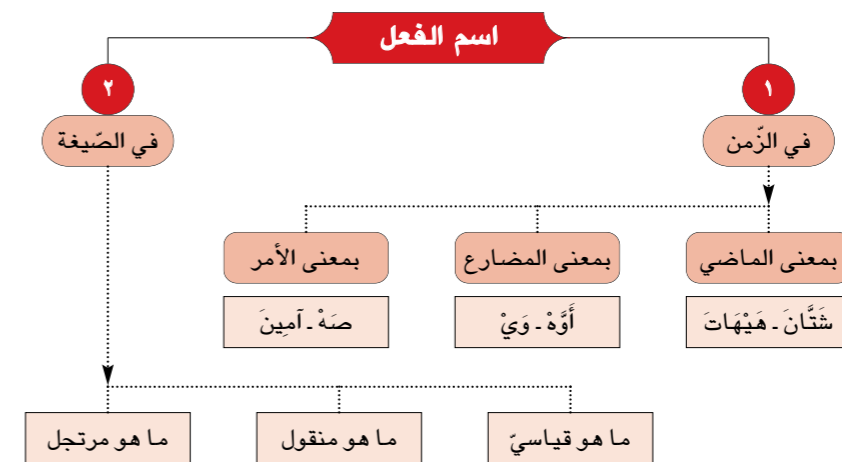 اسم الفعل
١
٢
في الزّمن
في الصّيغة
بمعنى الماضي
بمعنى المضارع
بمعنى الأمر
شَتَّانَ ـ هَيْهَاتَ
أَوَّهْ ـ وَيْ
صَهْ ـ آمِينَ
ما هو قياسيّ
ما هو منقول
ما هو مرتجل